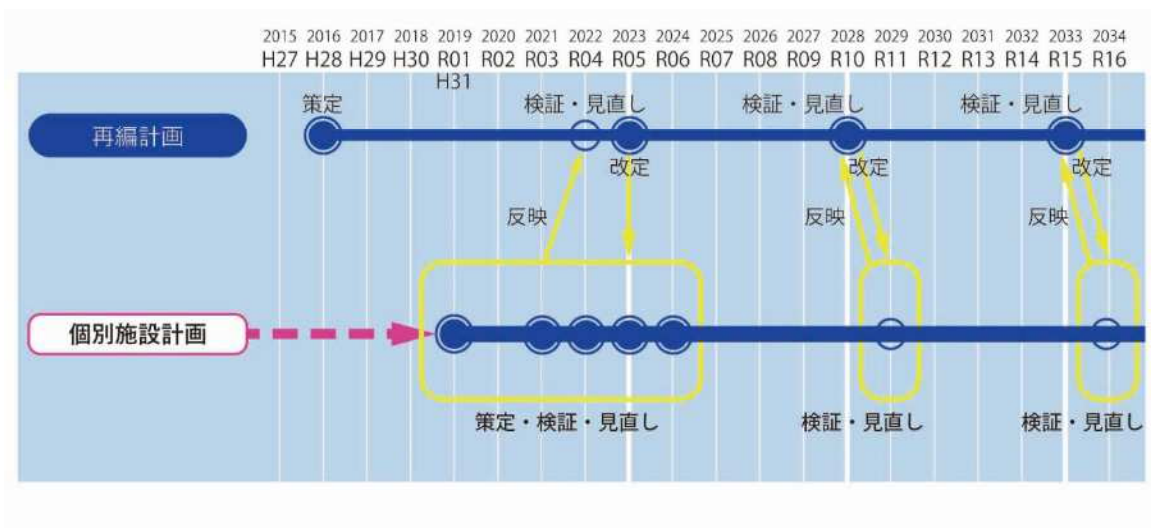 2015 2016 2017 2018 2019 2020 2021 2022 2023 2024 2025 2026 2027 2028 2029 2030 2031 2032 2033 2034
H27 H28 H29 H30 R01 R02 R03 R04 R05 R06 R07 R08 R09 R10 R11 R12 R13 R14 R15 R16
H31
策定 検証・見直し 検証・見直し 検証・見直し
再編計画
改定 改定 改定
反映 反映 反映
個別施設計画
策定・検証・見直し 検証・見直し 検証・見直し